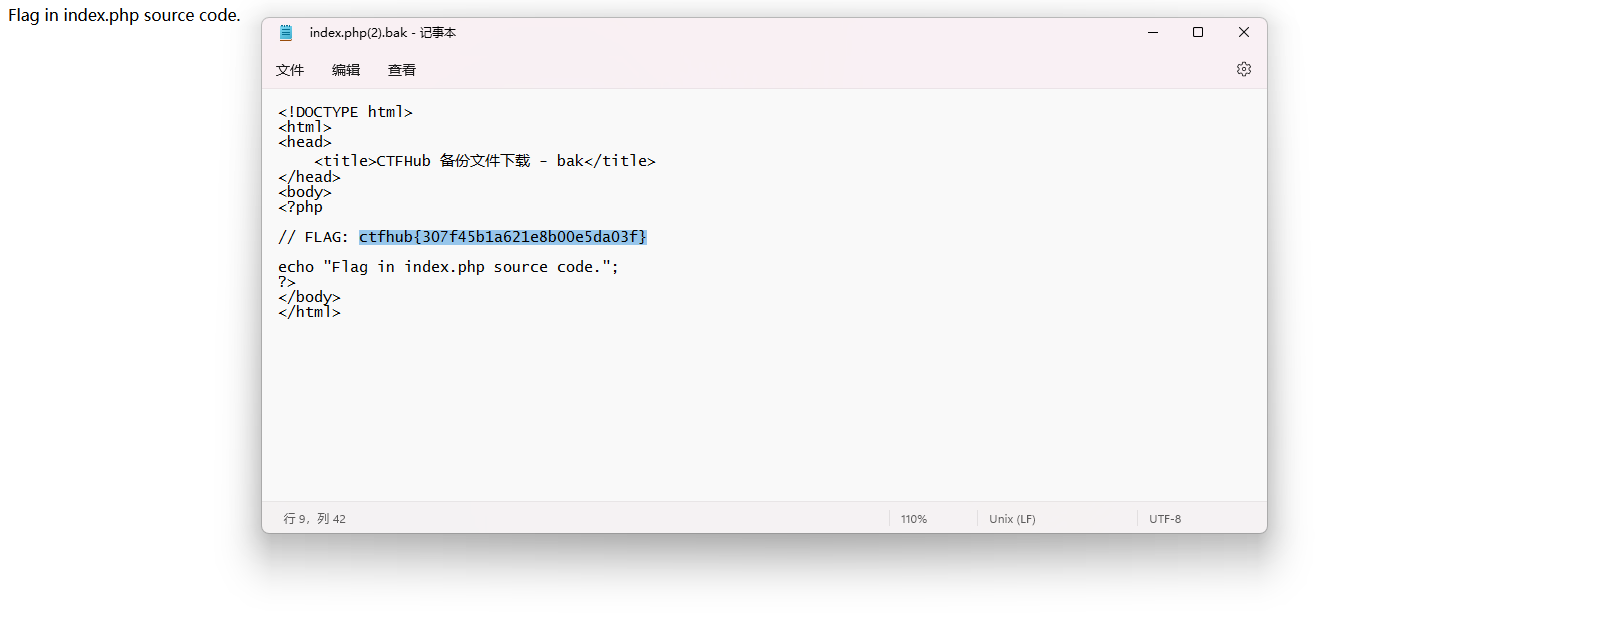 Flag in index.php source code.
index.php(2).bak - 记事本
文件 编辑 查看
<!DOCTYPE html>
<html>
<head>
    <title>CTFHub 备份文件下载 - bak</title>
</head>
<body>
<?php
// FLAG: ctfhub{307f45b1a621e8b00e5da03f}
echo "Flag in index.php source code.";
?>
</body>
</html>
行 9，列 42 110% Unix (LF) UTF-8